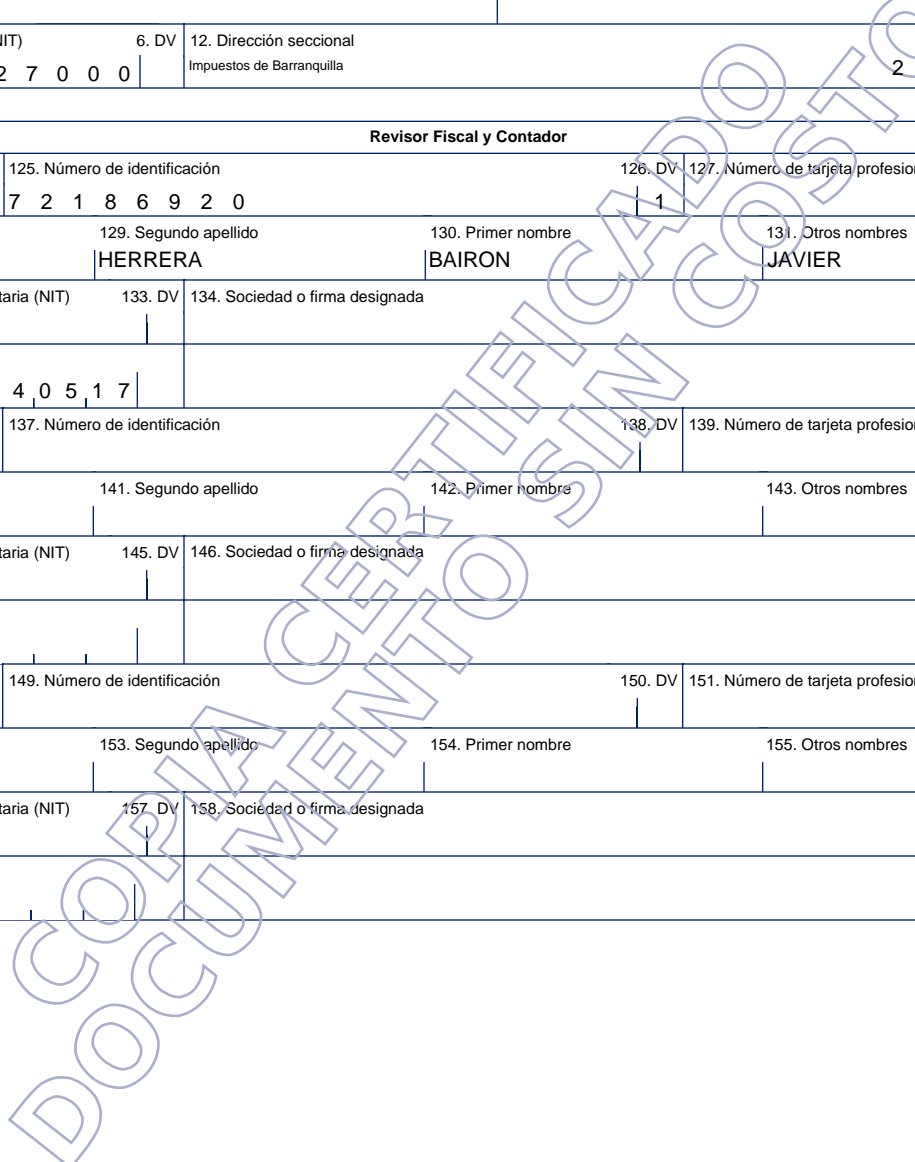 NIT) 6. DV 12. Dirección seccional
2 7 0 0 0 Impuestos de Barranquilla 2
Revisor Fiscal y Contador
125. Número de identificación 126. DV 127. Número de tarjeta profesion
7 2 1 8 6 9 2 0 1
129. Segundo apellido 130. Primer nombre 131. Otros nombres
HERRERA BAIRON JAVIER
taria (NIT) 133. DV 134. Sociedad o firma designada
4 0 5 1 7
137. Número de identificación 138. DV 139. Número de tarjeta profesion
141. Segundo apellido 142. Primer nombre 143. Otros nombres
taria (NIT) 145. DV 146. Sociedad o firma designada
149. Número de identificación 150. DV 151. Número de tarjeta profesion
153. Segundo apellido 154. Primer nombre 155. Otros nombres
taria (NIT) 157. DV 158. Sociedad o firma designada
COPIA CERTIFICADO
DOCUMENTO SIN COSTO